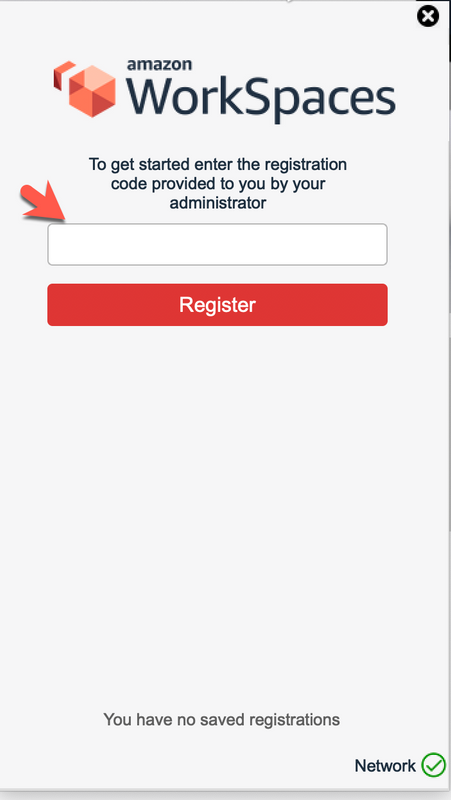 amazon
WorkSpaces
To get started enter the registration
code provided to you by your
administrator
Register
You have no saved registrations
Network